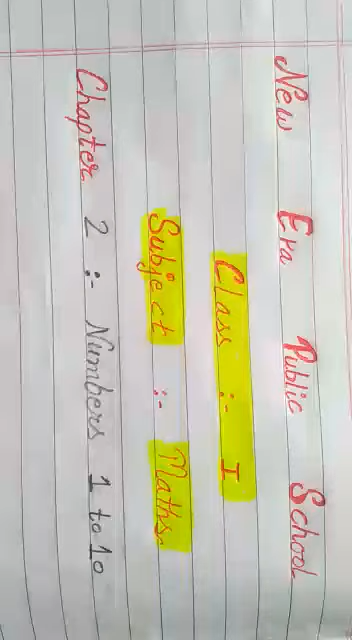 New Era Public School
Class :- I
Subject :- Maths.
Chapter 2 :- Numbers 1 to 10